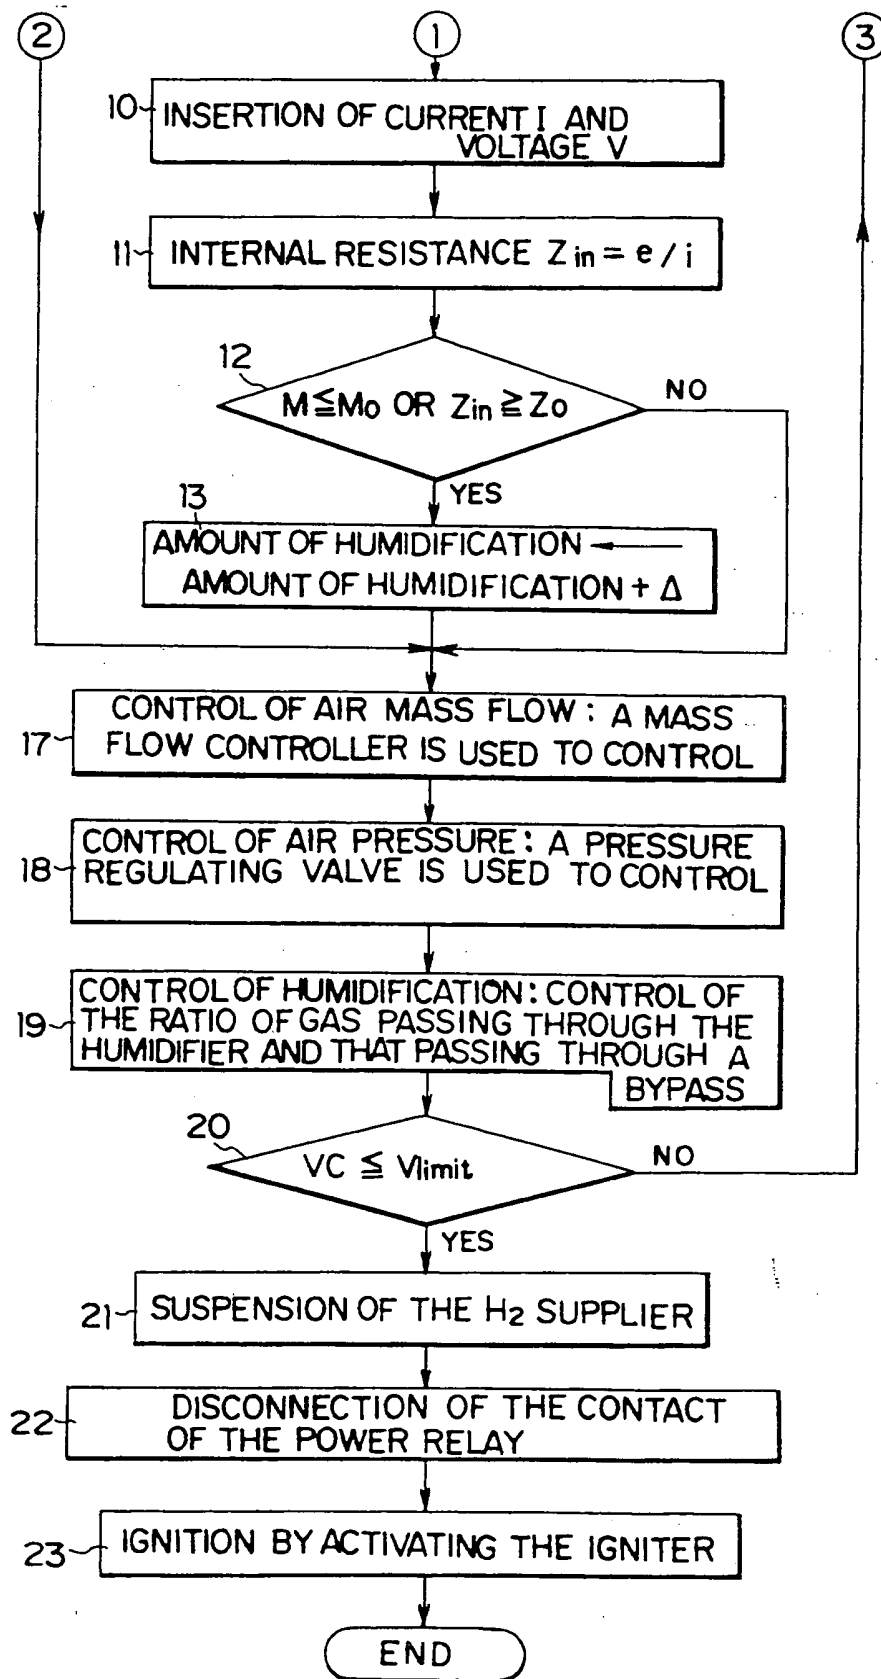 2 1 3
10 INSERTION OF CURRENT I AND
VOLTAGE V
11 INTERNAL RESISTANCE Zin = e / i
12
M ≦ Mo OR Zin ≧ Zo
NO
YES
13
AMOUNT OF HUMIDIFICATION ←
AMOUNT OF HUMIDIFICATION + Δ
CONTROL OF AIR MASS FLOW : A MASS
17 FLOW CONTROLLER IS USED TO CONTROL
CONTROL OF AIR PRESSURE : A PRESSURE
18 REGULATING VALVE IS USED TO CONTROL
CONTROL OF HUMIDIFICATION : CONTROL OF
19 THE RATIO OF GAS PASSING THROUGH THE
HUMIDIFIER AND THAT PASSING THROUGH A
BYPASS
20
VC ≦ Vlimit
NO
YES
21 SUSPENSION OF THE H2 SUPPLIER
22 DISCONNECTION OF THE CONTACT
OF THE POWER RELAY
23 IGNITION BY ACTIVATING THE IGNITER
END